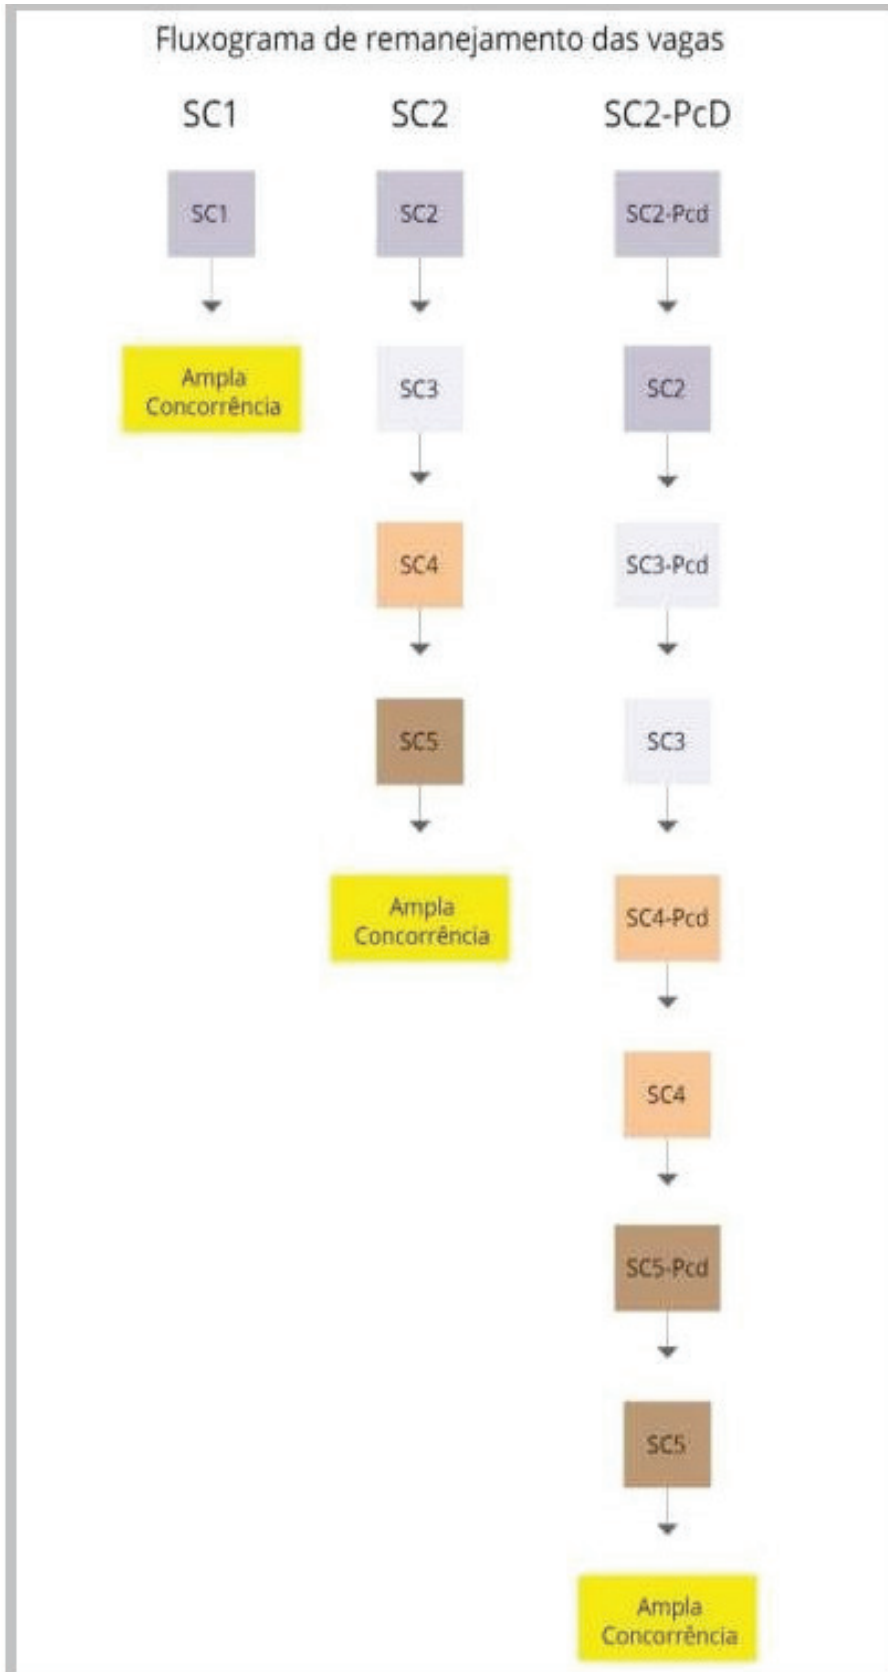 Fluxograma de remanejamento das vagas
SC1
SC2
SC2-PcD
SC1
Ampla
Concorrência
SC2
SC3
SC4
SC5
Ampla
Concorrência
SC2-Pcd
SC2
SC3-Pcd
SC3
SC4-Pcd
SC4
SC5-Pcd
SC5
Ampla
Concorrência